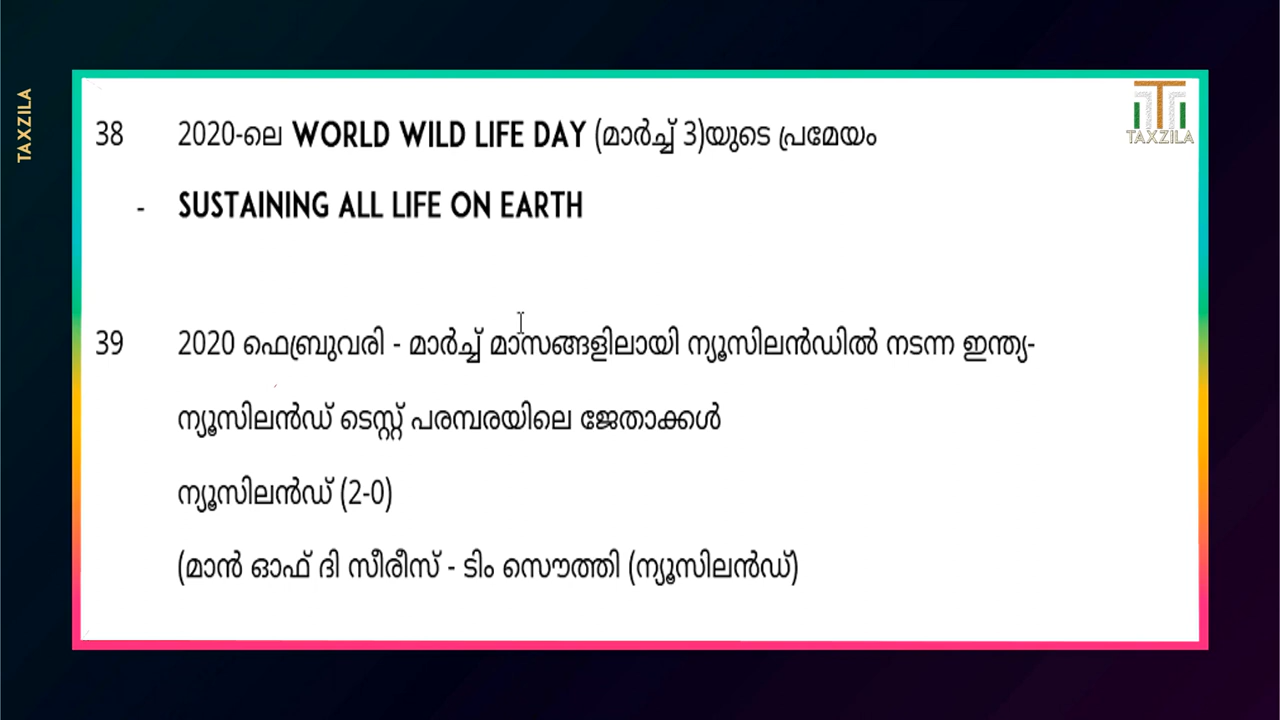 TAXZILA
TAXZILA
38 2020-ലെ WORLD WILD LIFE DAY (മാർച്ച് 3)യുടെ പ്രമേയം
- SUSTAINING ALL LIFE ON EARTH
39 2020 ഫെബ്രുവരി - മാർച്ച് മാസങ്ങളിലായി ന്യൂസിലൻഡിൽ നടന്ന ഇന്ത്യ-
ന്യൂസിലൻഡ് ടെസ്റ്റ് പരമ്പരയിലെ ജേതാക്കൾ
ന്യൂസിലൻഡ് (2-0)
(മാൻ ഓഫ് ദി സീരീസ് - ടിം സൌത്തി (ന്യൂസിലൻഡ്)